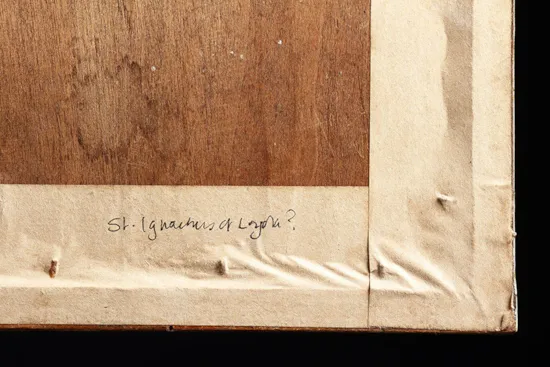 St. Ignatius of Loyola?